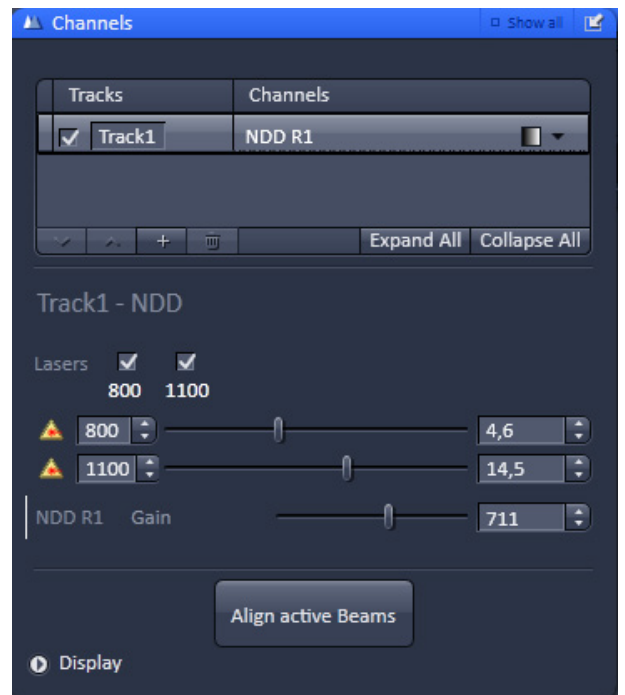 Channels
Show all
Tracks Channels
Track1 NDD R1
Expand All Collapse All
Track1 - NDD
Lasers
800 1100
800 4,6
1100 14,5
NDD R1 Gain 711
Align active Beams
Display